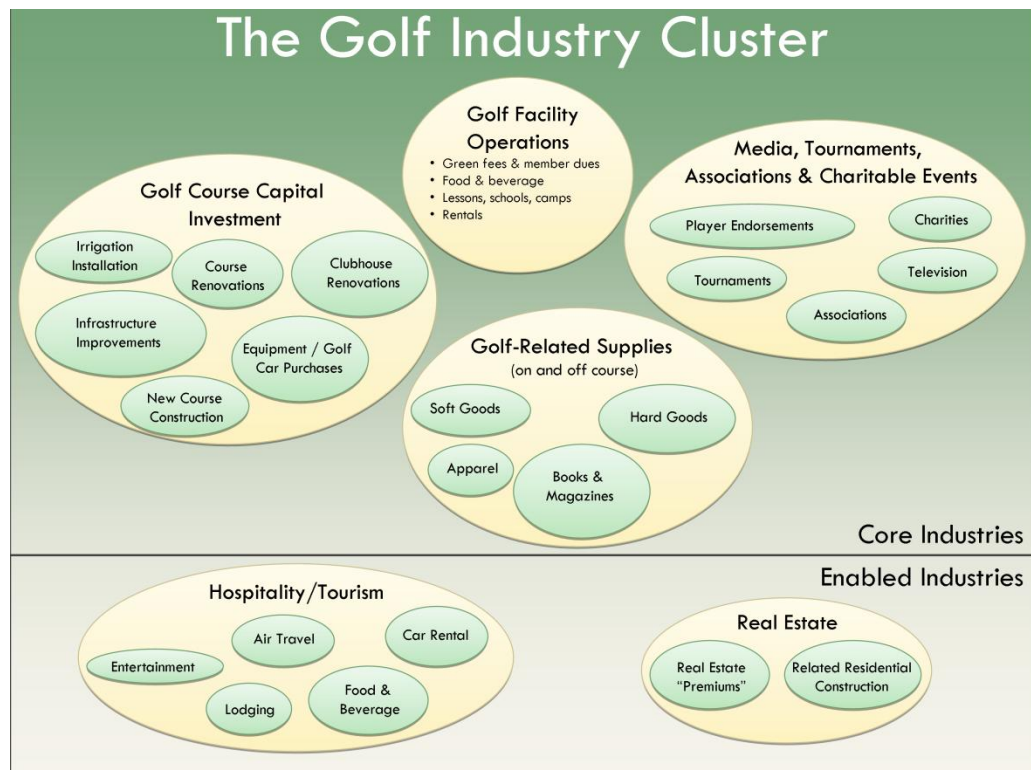 The Golf Industry Cluster
Golf Facility
Operations
• Green fees & member dues
• Food & beverage
• Lessons, schools, camps
• Rentals
Media, Tournaments,
Associations & Charitable Events
Player Endorsements
Charities
Tournaments
Television
Associations
Golf Course Capital
Investment
Irrigation
Installation
Course
Renovations
Clubhouse
Renovations
Infrastructure
Improvements
Equipment / Golf
Car Purchases
New Course
Construction
Golf-Related Supplies
(on and off course)
Soft Goods
Hard Goods
Apparel
Books &
Magazines
Core Industries
Enabled Industries
Hospitality/Tourism
Air Travel
Car Rental
Entertainment
Lodging
Food &
Beverage
Real Estate
Real Estate
“Premiums”
Related Residential
Construction